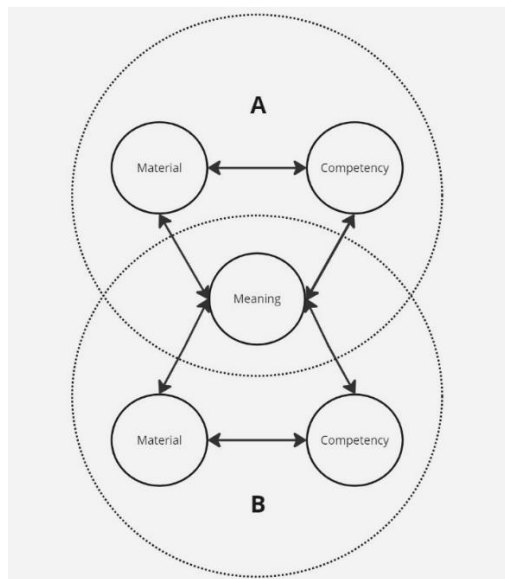 A
Material
Competency
Meaning
Material
Competency
B